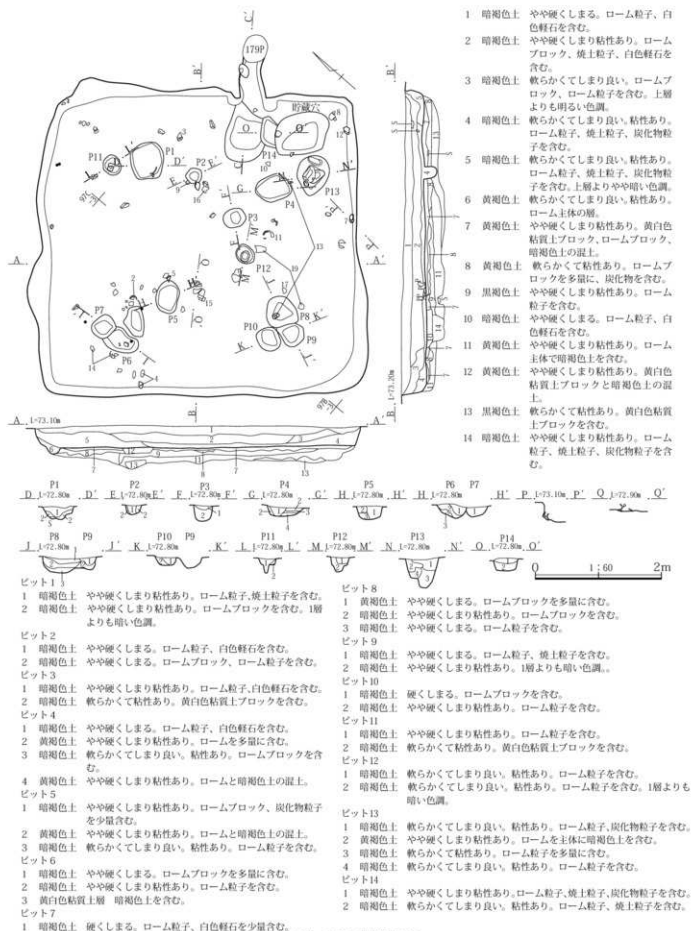 C
C'
B'
B'
179P
貯蔵穴
O
O'
P14
P11
P1
D'
P2
E
E'
P4
P13
N
N'
G
F
F'
P3
M'
M
P12
A
A'
P5
H'
P7
P6
P10
P8
P9
K
K'
B
B L=73.20m
A L=73.10m
A'
1 暗褐色土 やや硬くしまる。ローム粒子、白
色軽石を含む。
2 暗褐色土 やや硬くしまり粘性あり。ローム
ブロック、焼土粒子、白色軽石を
含む。
3 暗褐色土 軟らかくてしまり良い。ロームブ
ロック、ローム粒子を含む。上層
よりも明るい色調。
4 暗褐色土 軟らかくてしまり良い。粘性あり。
ローム粒子、焼土粒子、炭化物粒
子を含む。
5 暗褐色土 軟らかくてしまり良い。粘性あり。
ローム粒子、焼土粒子、炭化物粒
子を含む。上層よりやや暗い色調。
6 黄褐色土 軟らかくてしまり良い。粘性あり。
ローム主体の層。
7 黄褐色土 やや硬くしまり粘性あり。黄白色
粘質土ブロック、ロームブロック、
暗褐色土の混土。
8 黄褐色土 軟らかくて粘性あり。ロームブ
ロックを多量に、炭化物を含む。
9 黒褐色土 やや硬くしまり粘性あり。ローム
粒子を含む。
10 暗褐色土 やや硬くしまる。ローム粒子、白
色軽石を含む。
11 黄褐色土 やや硬くしまり粘性あり。ローム
主体で暗褐色土を含む。
12 黄褐色土 やや硬くしまり粘性あり。黄白色
粘質土ブロックと暗褐色土の混
土。
13 黒褐色土 軟らかくて粘性あり。黄白色粘質
土ブロックを含む。
14 暗褐色土 やや硬くしまり粘性あり。ローム
粒子、焼土粒子、炭化物粒子を含
む。
P1 P2 P3 P4 P5 P6 P7
D L=72.80m D' E L=72.80m E' F L=72.80m F' G L=72.80m G' H L=72.80m H' H L=72.80m H' P L=73.10m P' Q L=72.90m Q'
P8 P9 P10 P9 P11 P12 P13 P14
J L=72.80m J' K L=72.80m K' L L=72.80m L' M L=72.80m M' N L=72.80m N' O L=72.80m O'
0 1:60 2m
ピット1
1 暗褐色土 やや硬くしまり粘性あり。ローム粒子、焼土粒子を含む。
2 暗褐色土 やや硬くしまり粘性あり。ロームブロックを含む。1層
よりも暗い色調。
ピット2
1 暗褐色土 やや硬くしまる。ローム粒子、白色軽石を含む。
2 暗褐色土 やや硬くしまる。ロームブロック、ローム粒子を含む。
ピット3
1 暗褐色土 やや硬くしまり粘性あり。ローム粒子、白色軽石を含む。
2 暗褐色土 軟らかくて粘性あり。黄白色粘質土ブロックを含む。
ピット4
1 暗褐色土 やや硬くしまる。ローム粒子、白色軽石を含む。
2 黄褐色土 やや硬くしまり粘性あり。ロームを多量に含む。
3 暗褐色土 軟らかくてしまり良い。粘性あり。ロームブロックを含
む。
4 黄褐色土 やや硬くしまり粘性あり。ロームと暗褐色土の混土。
ピット5
1 暗褐色土 やや硬くしまり粘性あり。ロームブロック、炭化物粒子
を少量含む。
2 黄褐色土 やや硬くしまり粘性あり。ロームと暗褐色土の混土。
3 暗褐色土 軟らかくてしまり良い。粘性あり。ローム粒子を含む。
ピット6
1 暗褐色土 やや硬くしまる。ロームブロックを多量に含む。
2 暗褐色土 やや硬くしまり粘性あり。ローム粒子を含む。
3 黄白色粘質土層 暗褐色土を含む。
ピット7
1 暗褐色土 硬くしまる。ローム粒子、白色軽石を少量含む。
ピット8
1 黄褐色土 やや硬くしまる。ロームブロックを多量に含む。
2 暗褐色土 やや硬くしまり粘性あり。ロームブロックを含む。
3 暗褐色土 やや硬くしまる。ローム粒子を含む。
ピット9
1 暗褐色土 やや硬くしまる。ローム粒子、焼土粒子を含む。
2 暗褐色土 やや硬くしまり粘性あり。1層よりも暗い色調。。
ピット10
1 暗褐色土 硬くしまる。ロームブロックを含む。
2 暗褐色土 やや硬くしまり粘性あり。ローム粒子を含む。
ピット11
1 暗褐色土 やや硬くしまり粘性あり。ローム粒子を含む。
2 暗褐色土 軟らかくて粘性あり。黄白色粘質土ブロックを含む。
ピット12
1 暗褐色土 軟らかくてしまり良い。粘性あり。ローム粒子を含む。
2 暗褐色土 軟らかくてしまり良い。粘性あり。ローム粒子を含む。1層よりも
暗い色調。
ピット13
1 暗褐色土 軟らかくてしまり良い。粘性あり。ローム粒子、炭化物粒子を含む。
2 黄褐色土 やや硬くしまり粘性あり。ロームを主体に暗褐色土を含む。
3 暗褐色土 軟らかくて粘性あり。ローム粒子を多量に含む。
4 暗褐色土 軟らかくてしまり良い。粘性あり。ローム粒子を含む。
ピット14
1 暗褐色土 やや硬くしまり粘性あり。ローム粒子、焼土粒子、炭化物粒子を含む。
2 暗褐色土 軟らかくてしまり良い。粘性あり。ローム粒子、焼土粒子を含む。